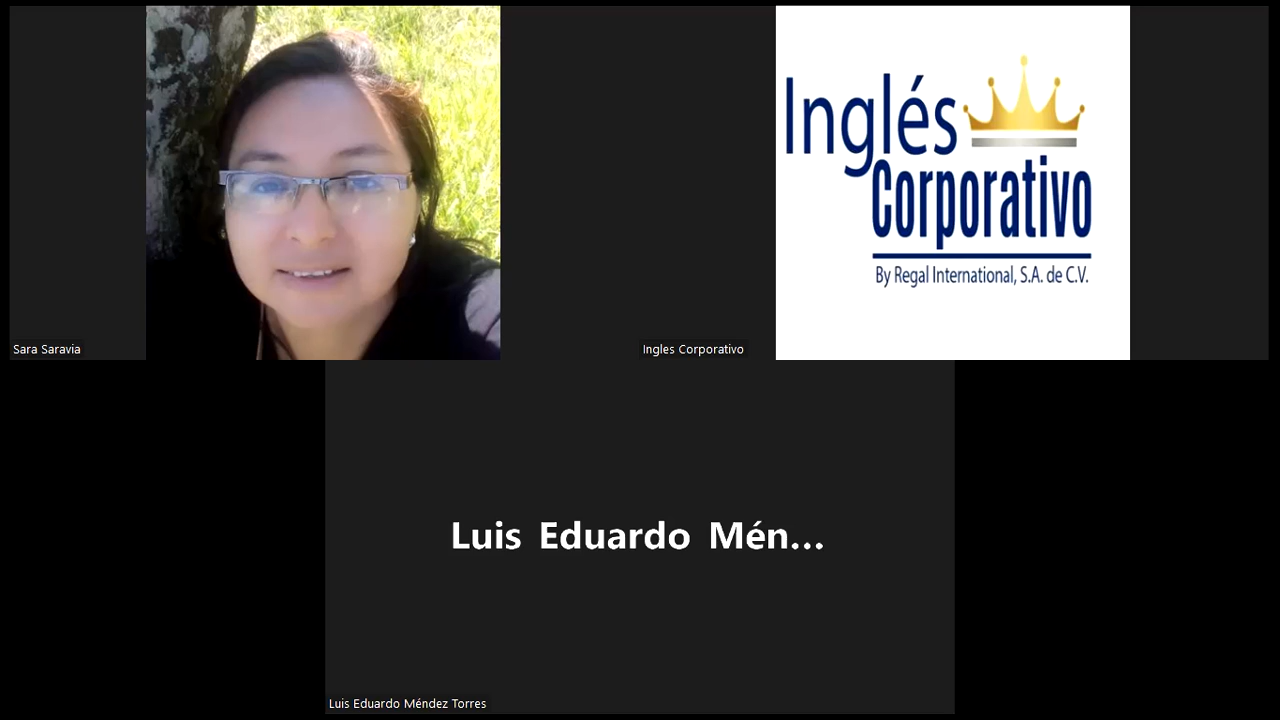 Inglés
Corporativo
By Regal International, S.A. de C.V.
Sara Saravia
Ingles Corporativo
Luis Eduardo Mén...
Luis Eduardo Méndez Torres